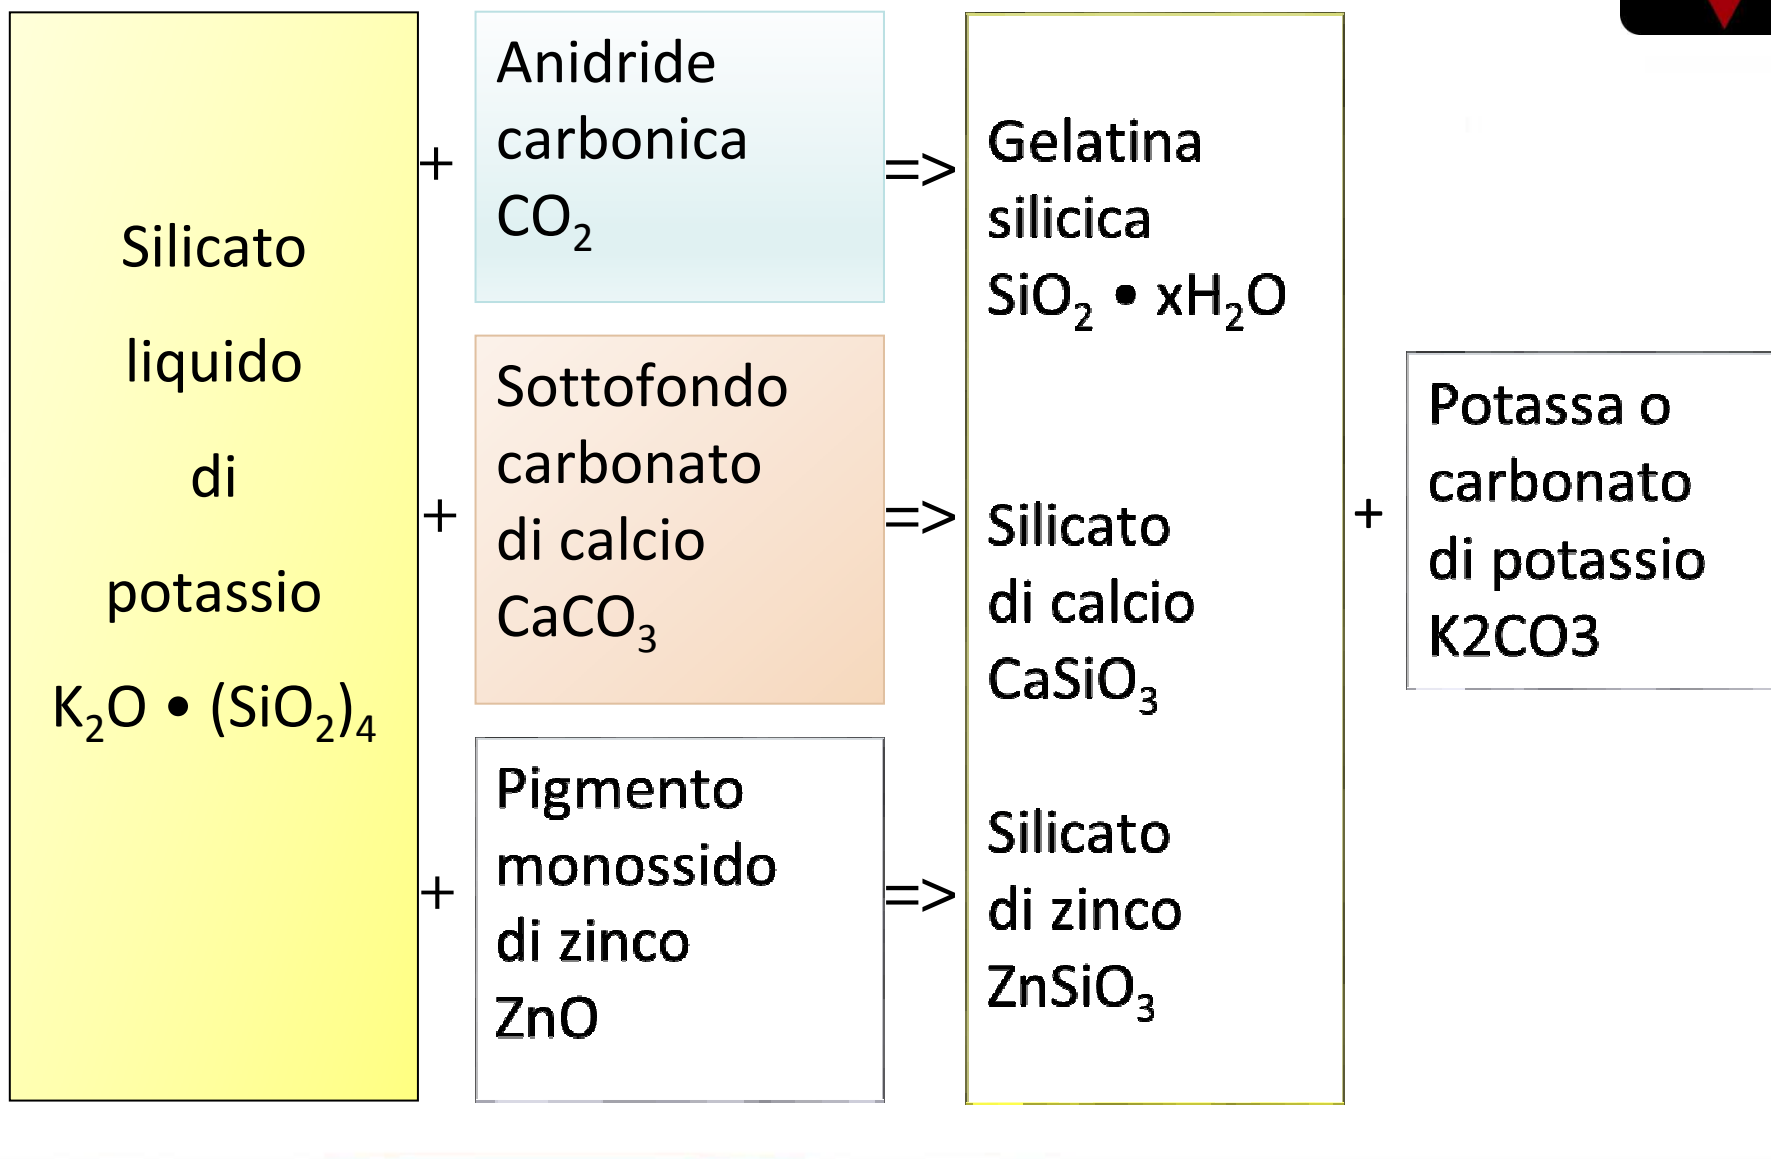 Silicato
liquido
di
potassio
K₂O • (SiO₂)₄
+
Anidride
carbonica
CO₂
=>
Gelatina
silicica
SiO₂ • xH₂O
+
Sottofondo
carbonato
di calcio
CaCO₃
=>
Silicato
di calcio
CaSiO₃
+
Pigmento
monossido
di zinco
ZnO
=>
Silicato
di zinco
ZnSiO₃
+
Potassa o
carbonato
di potassio
K2CO3